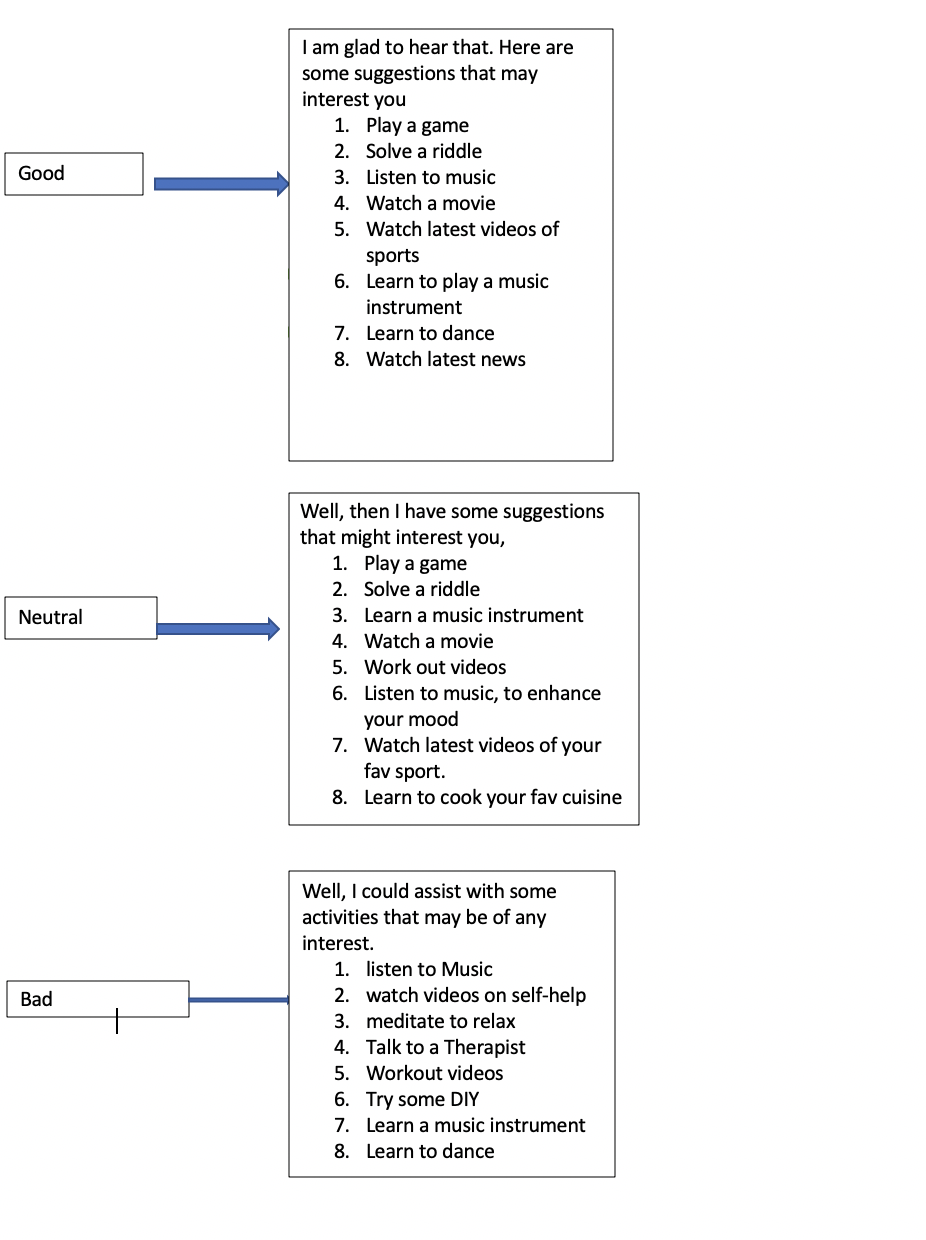 I am glad to hear that. Here are
some suggestions that may
interest you
1. Play a game
2. Solve a riddle
3. Listen to music
4. Watch a movie
5. Watch latest videos of
sports
6. Learn to play a music
instrument
7. Learn to dance
8. Watch latest news
Good
Well, then I have some suggestions
that might interest you,
1. Play a game
2. Solve a riddle
3. Learn a music instrument
4. Watch a movie
5. Work out videos
6. Listen to music, to enhance
your mood
7. Watch latest videos of your
fav sport.
8. Learn to cook your fav cuisine
Neutral
Well, I could assist with some
activities that may be of any
interest.
1. listen to Music
2. watch videos on self-help
3. meditate to relax
4. Talk to a Therapist
5. Workout videos
6. Try some DIY
7. Learn a music instrument
8. Learn to dance
Bad